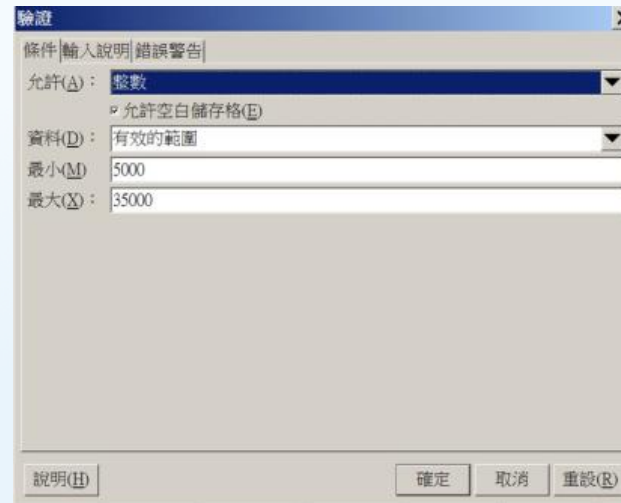 驗證
條件 輸入說明 錯誤警告
允許(A)： 整數
允許空白儲存格(E)
資料(D)： 有效的範圍
最小(M) 5000
最大(X)： 35000
說明(H) 確定 取消 重設(R)